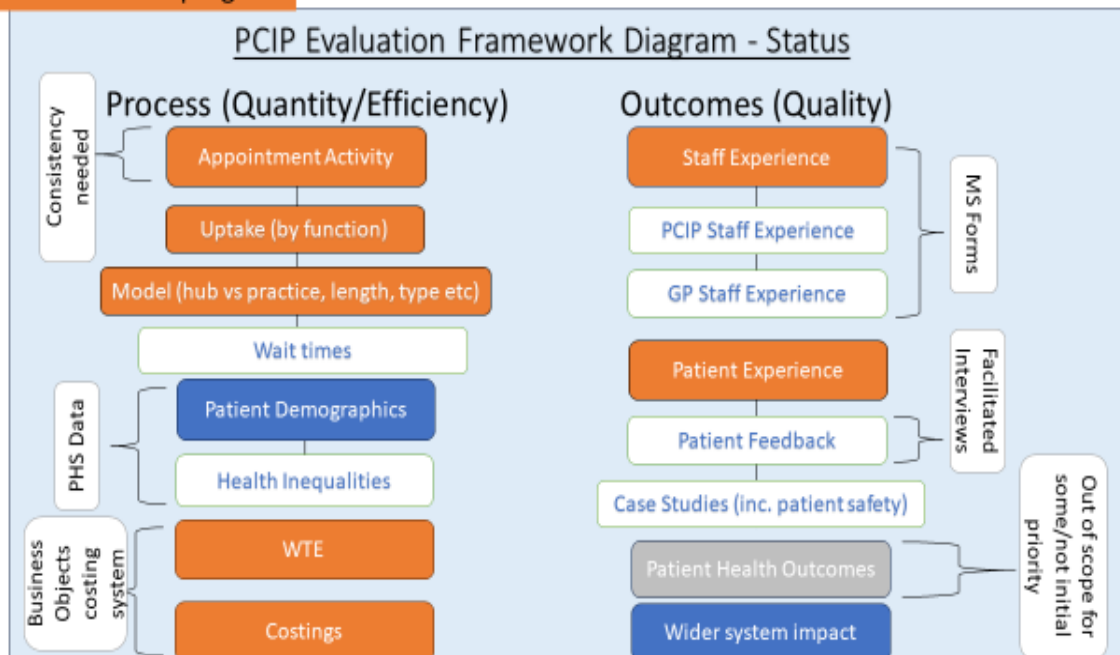 PCIP Evaluation Framework Diagram - Status
Process (Quantity/Efficiency)
Consistency
needed
Appointment Activity
Uptake (by function)
Model (hub vs practice, length, type etc)
Wait times
PHS Data
Patient Demographics
Health Inequalities
Business
Objects
costing
system
WTE
Costings
Outcomes (Quality)
Staff Experience
PCIP Staff Experience
GP Staff Experience
MS Forms
Patient Experience
Patient Feedback
Facilitated
Interviews
Case Studies (inc. patient safety)
Patient Health Outcomes
Wider system impact
Out of scope for
some/not initial
priority